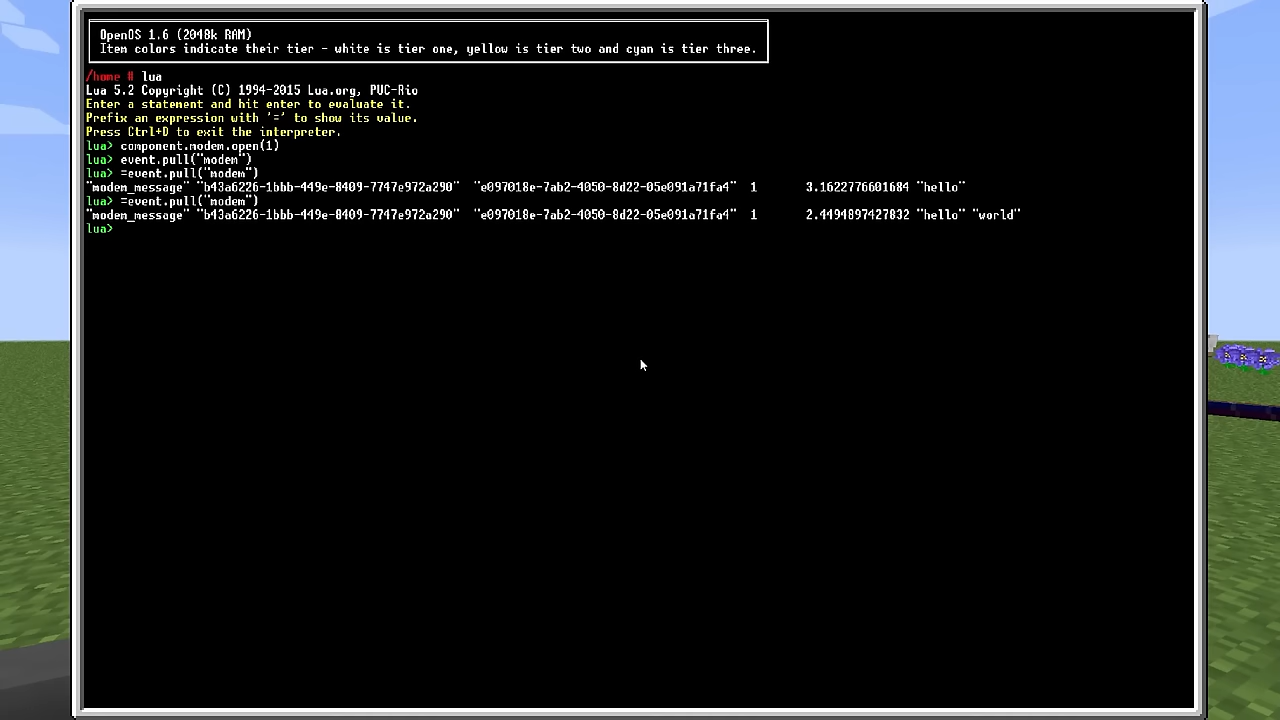 OpenOS 1.6 (2048k RAM)
Item colors indicate their tier - white is tier one, yellow is tier two and cyan is tier three.
/home # lua
Lua 5.2 Copyright (C) 1994-2015 Lua.org, PUC-Rio
Enter a statement and hit enter to evaluate it.
Prefix an expression with '=' to show its value.
Press Ctrl+D to exit the interpreter.
lua> component.modem.open(1)
lua> event.pull("modem")
lua> =event.pull("modem")
"modem_message" "b43a6226-1bbb-449e-8409-7747e972a290" "e097018e-7ab2-4050-8d22-05e091a71fa4" 1 3.1622776601684 "hello"
lua> =event.pull("modem")
"modem_message" "b43a6226-1bbb-449e-8409-7747e972a290" "e097018e-7ab2-4050-8d22-05e091a71fa4" 1 2.4494897427832 "hello" "world"
lua>